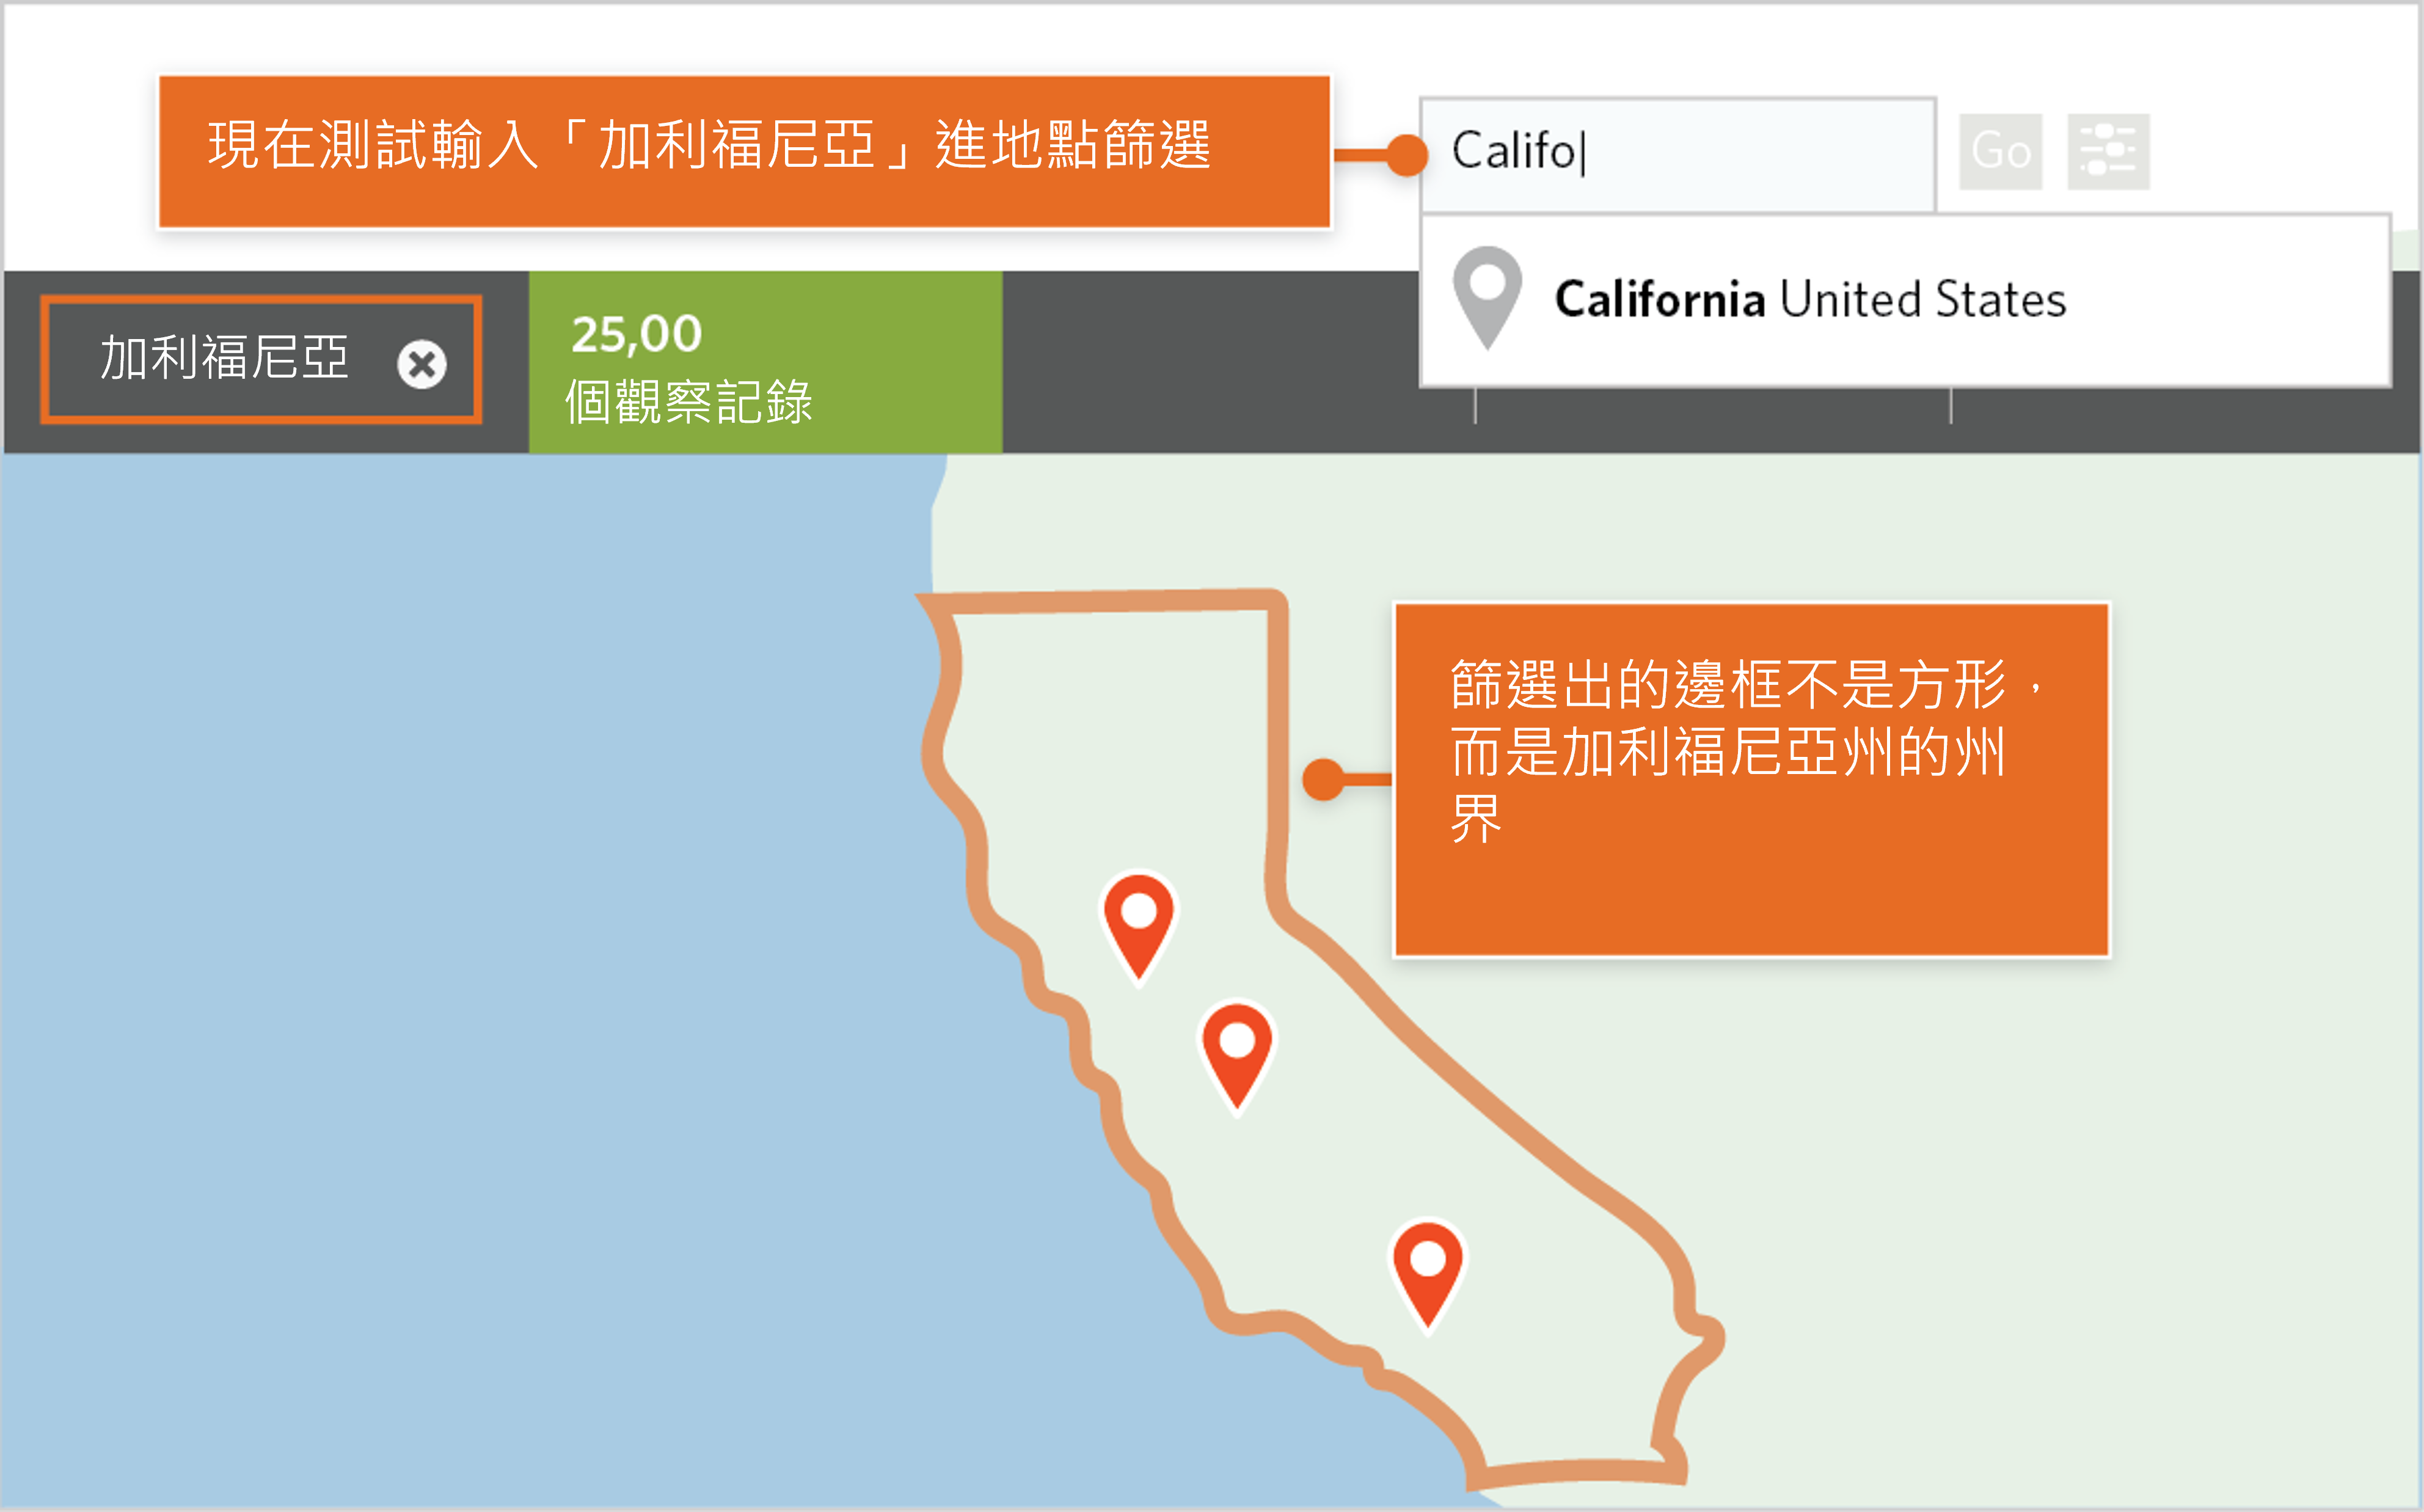 現在測試輸入「加利福尼亞」進地點篩選
Califo
Go
California United States
加利福尼亞
25,00
個觀察記錄
篩選出的邊框不是方形，
而是加利福尼亞州的州
界